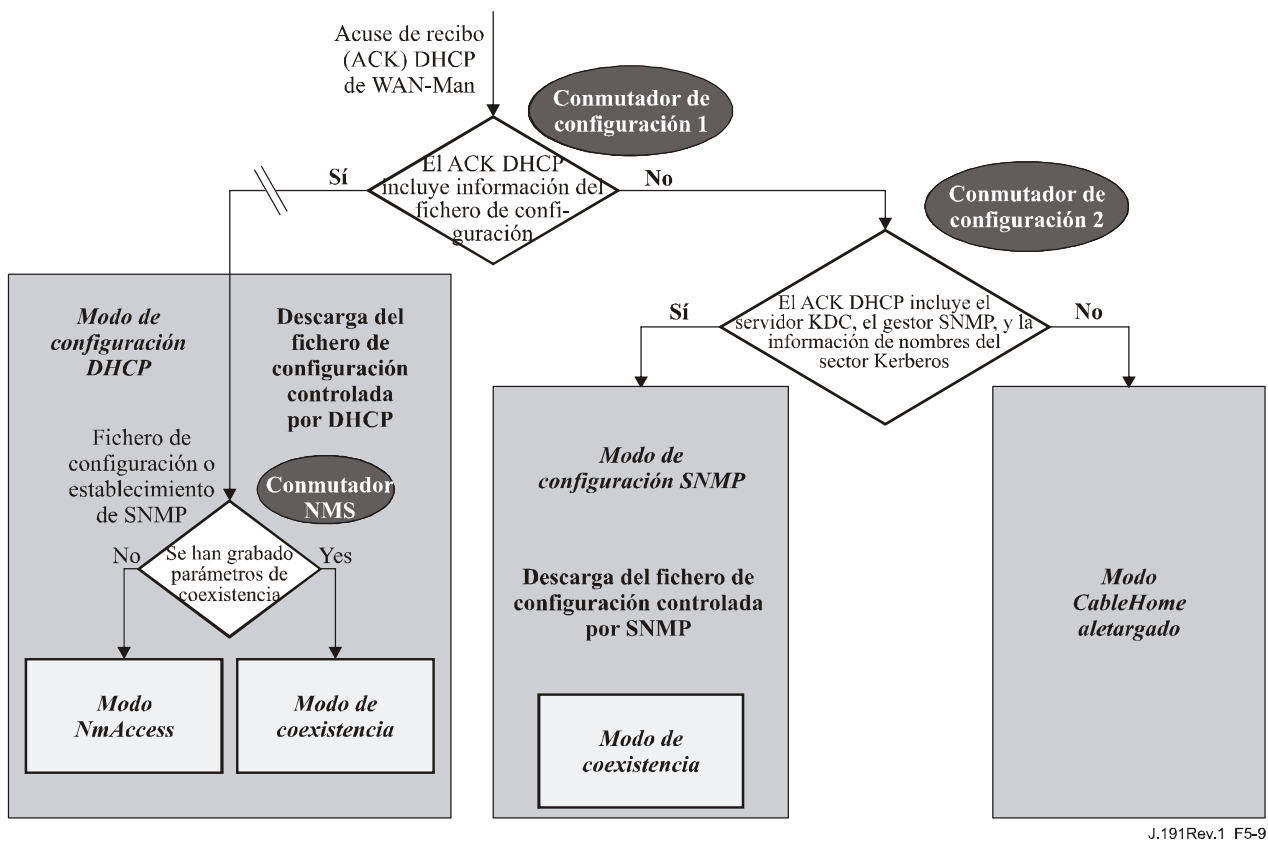 Acuse de recibo
(ACK) DHCP
de WAN-Man
Conmutador de
configuración 1
El ACK DHCP
incluye información del
fichero de confi-
guración
Sí
No
Conmutador de
configuración 2
El ACK DHCP incluye el
servidor KDC, el gestor SNMP, y la
información de nombres del
sector Kerberos
Sí
No
Modo de
configuración
DHCP
Descarga del
fichero de
configuración
controlada
por DHCP
Fichero de
configuración o
establecimiento
de SNMP
Conmutador
NMS
Se han grabado
parámetros de
coexistencia
No
Yes
Modo
NmAccess
Modo de
coexistencia
Modo de
configuración SNMP
Descarga del fichero de
configuración controlada
por SNMP
Modo de
coexistencia
Modo
CableHome
aletargado
J.191Rev.1 F5-9